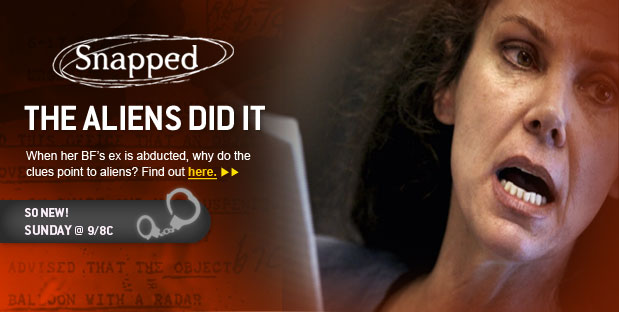 Snapped
THE ALIENS DID IT
When her BF's ex is abducted, why do the
clues point to aliens? Find out here.
SO NEW!
SUNDAY @ 9/8C
ADVISED THAT THE OBJECT
BALLOON WITH A RADAR